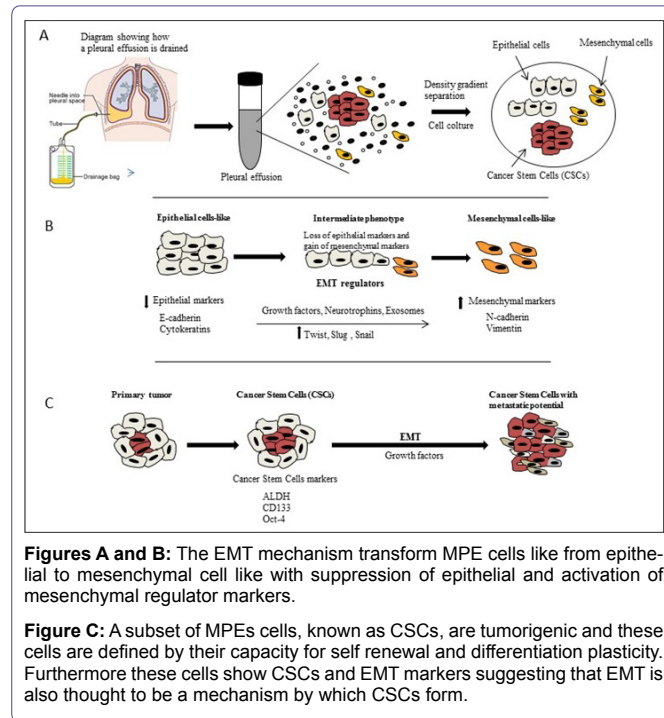 A
Diagram showing how
a pleural effusion is drained
Needle into
pleural space
Tube
Drainage bag
Pleural effusion
Density gradient
separation
Cell colture
Epithelial cells
Mesenchymal cells
Cancer Stem Cells (CSCs)
B
Epithelial cells-like
Intermediate phenotype
Mesenchymal cells-like
Loss of epithelial markers and
gain of mesenchymal markers
EMT regulators
Epithelial markers
E-cadherin
Cytokeratins
Growth factors, Neurotrophins, Exosomes
Twist, Slug , Snail
Mesenchymal markers
N-cadherin
Vimentin
C
Primary tumor
Cancer Stem Cells (CSCs)
Cancer Stem Cells with
metastatic potential
EMT
Growth factors
Cancer Stem Cells markers
ALDH
CD133
Oct-4
Figures A and B: The EMT mechanism transform MPE cells like from epithe-
lial to mesenchymal cell like with suppression of epithelial and activation of
mesenchymal regulator markers.
Figure C: A subset of MPEs cells, known as CSCs, are tumorigenic and these
cells are defined by their capacity for self renewal and differentiation plasticity.
Furthermore these cells show CSCs and EMT markers suggesting that EMT is
also thought to be a mechanism by which CSCs form.